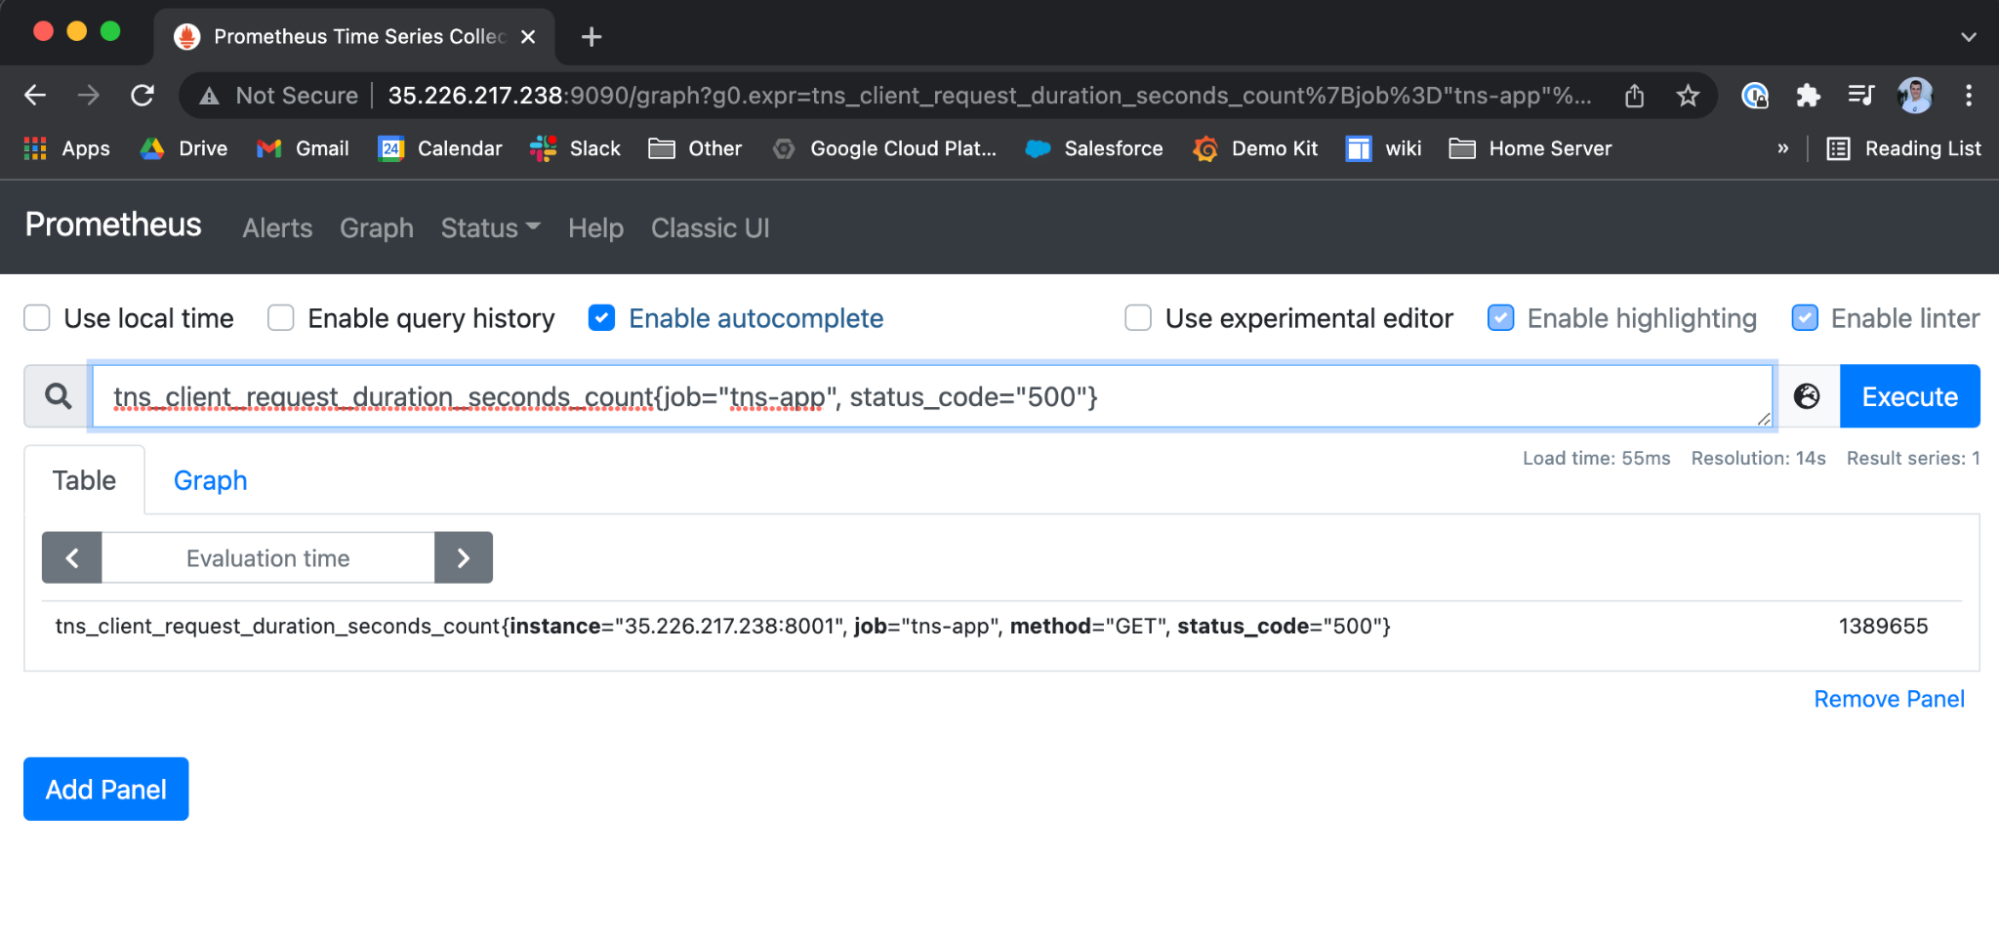 Prometheus Time Series Collec
Not Secure 35.226.217.238:9090/graph?g0.expr=tns_client_request_duration_seconds_count%7Bjob%3D"tns-app"%...
Apps Drive Gmail 24 Calendar Slack Other Google Cloud Plat... Salesforce Demo Kit wiki Home Server » Reading List
Prometheus Alerts Graph Status Help Classic UI
Use local time Enable query history Enable autocomplete Use experimental editor Enable highlighting Enable linter
tns_client_request_duration_seconds_count{job="tns-app", status_code="500"} Execute
Load time: 55ms Resolution: 14s Result series: 1
Table Graph
Evaluation time
tns_client_request_duration_seconds_count{instance="35.226.217.238:8001", job="tns-app", method="GET", status_code="500"} 1389655
Remove Panel
Add Panel